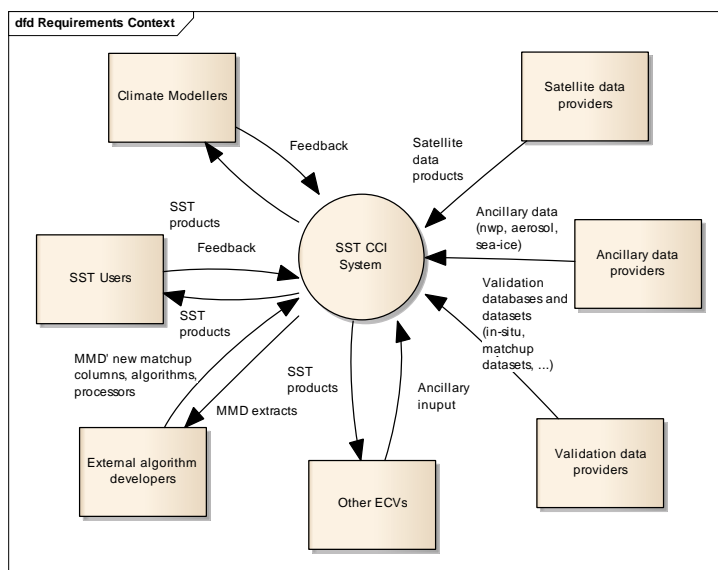 dfd Requirements Context
Climate Modellers
Satellite data
providers
Feedback
Satellite
data
products
SST
products
Ancillary data
(nwp, aerosol,
sea-ice)
Feedback
SST CCI
System
SST Users
Ancillary data
providers
Validation
databases and
datasets
(in-situ,
matchup
datasets, ...)
SST
products
MMD' new matchup
columns, algorithms,
processors
SST
products
MMD extracts
Ancillary
inuput
External algorithm
developers
Other ECVs
Validation data
providers